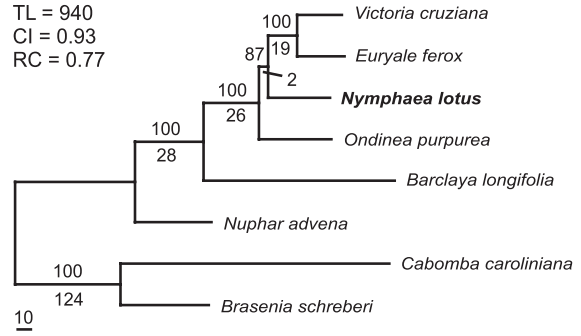 TL = 940
CI = 0.93
RC = 0.77
Victoria cruziana
100
19
Euryale ferox
87
2
Nymphaea lotus
100
26
Ondinea purpurea
100
28
Barclaya longifolia
Nuphar advena
Cabomba caroliniana
100
124
Brasenia schreberi
10